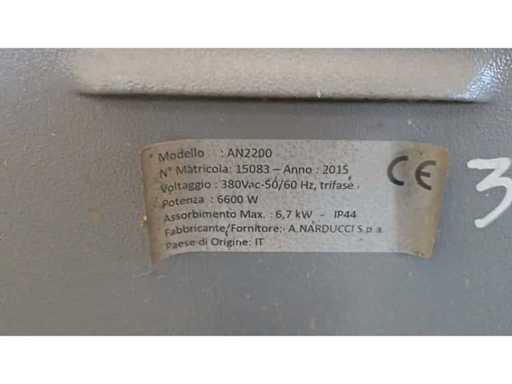 Modello : AN2200
N° Matricola: 15083 – Anno : 2015
Voltaggio : 380Vac-50/60 Hz, trifase
Potenza : 6600 W
Assorbimento Max. : 6,7 kW - IP44
Fabbricante/Fornitore:- A.NARDUCCI S.p.a.
Paese di Origine: IT
CE
3